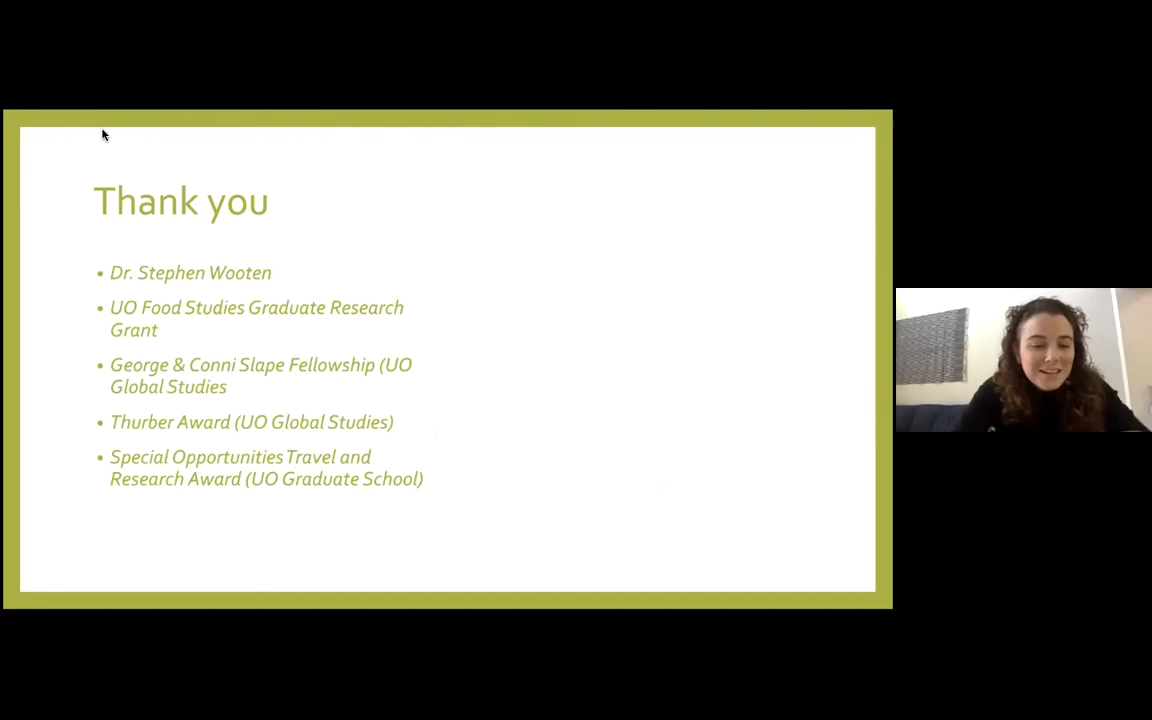 Thank you
• Dr. Stephen Wooten
• UO Food Studies Graduate Research
Grant
• George & Conni Slape Fellowship (UO
Global Studies
• Thurber Award (UO Global Studies)
• Special Opportunities Travel and
Research Award (UO Graduate School)